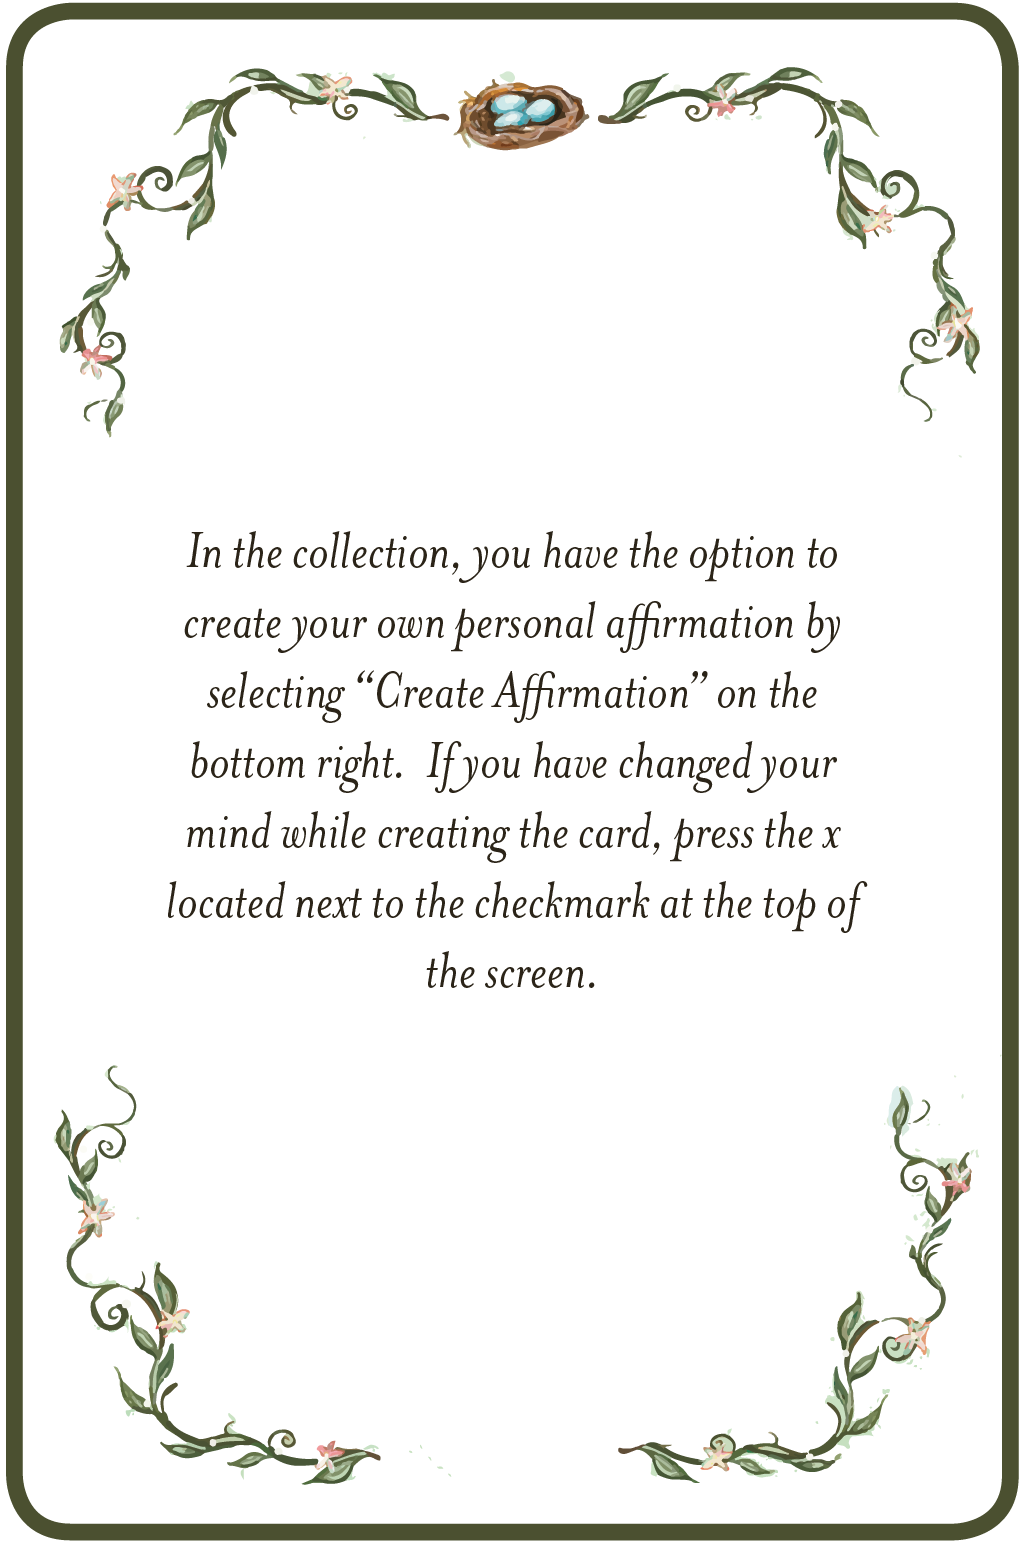 In the collection, you have the option to
create your own personal affirmation by
selecting “Create Affirmation” on the
bottom right.  If you have changed your
mind while creating the card, press the x
located next to the checkmark at the top of
the screen.